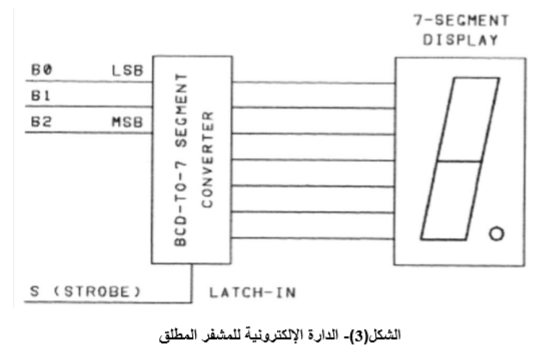 7-SEGMENT
DISPLAY
B0 LSB
B1
B2 MSB
BCD-TO-7 SEGMENT
CONVERTER
S (STROBE) LATCH-IN
الشكل(3)- الدارة الإلكترونية للمشفر المطلق